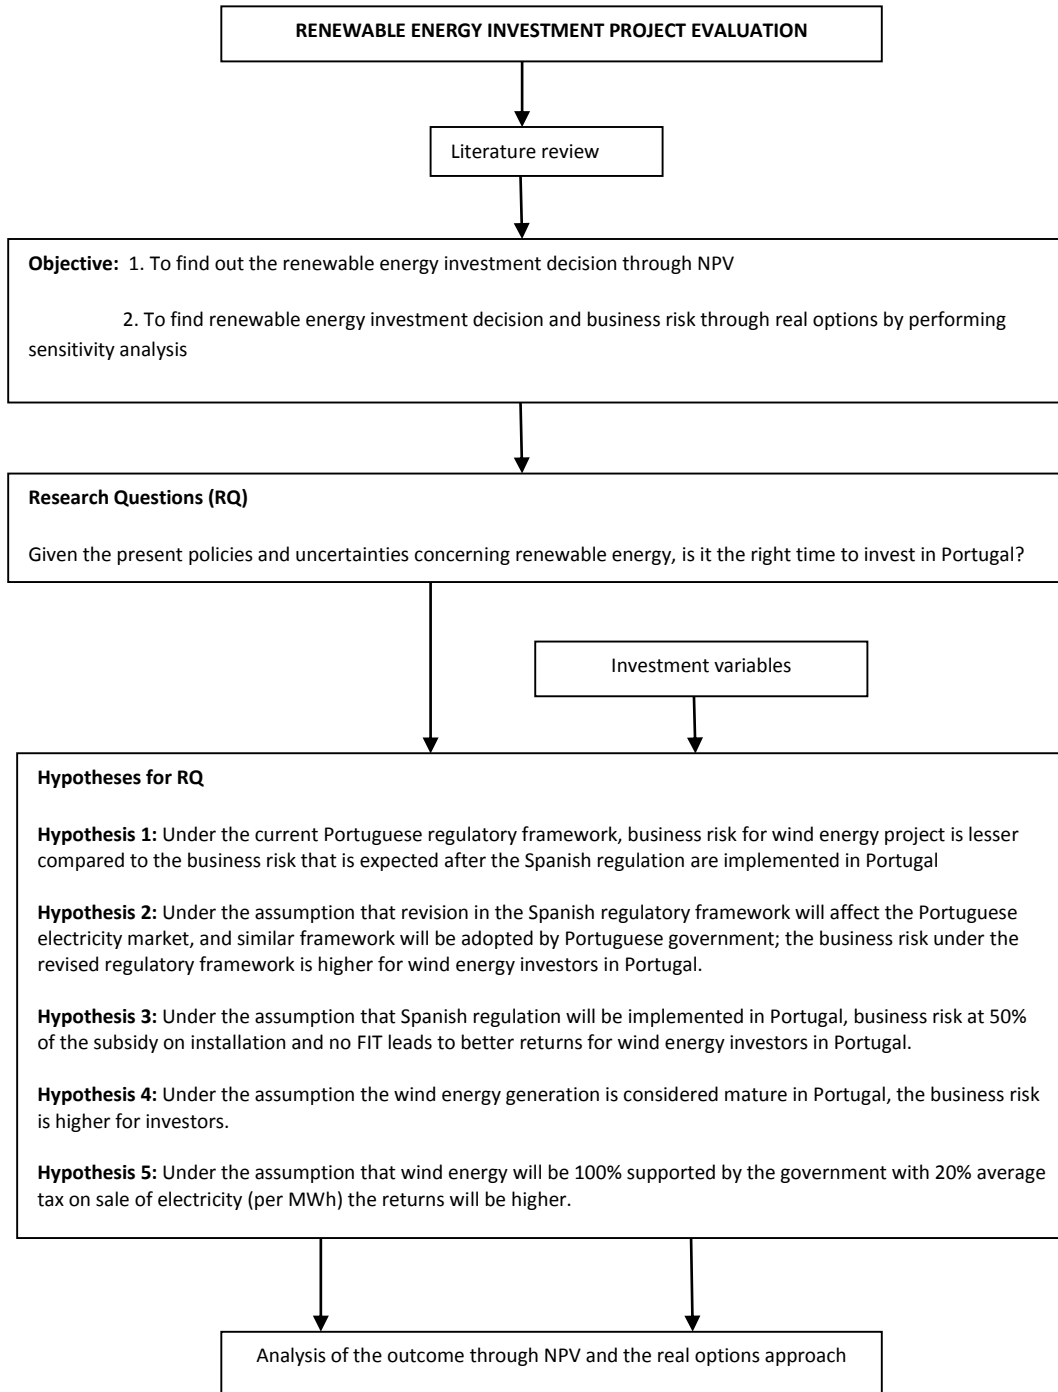 RENEWABLE ENERGY INVESTMENT PROJECT EVALUATION
Literature review
Objective: 1. To find out the renewable energy investment decision through NPV
2. To find renewable energy investment decision and business risk through real options by performing
sensitivity analysis
Research Questions (RQ)
Given the present policies and uncertainties concerning renewable energy, is it the right time to invest in Portugal?
Investment variables
Hypotheses for RQ
Hypothesis 1: Under the current Portuguese regulatory framework, business risk for wind energy project is lesser
compared to the business risk that is expected after the Spanish regulation are implemented in Portugal
Hypothesis 2: Under the assumption that revision in the Spanish regulatory framework will affect the Portuguese
electricity market, and similar framework will be adopted by Portuguese government; the business risk under the
revised regulatory framework is higher for wind energy investors in Portugal.
Hypothesis 3: Under the assumption that Spanish regulation will be implemented in Portugal, business risk at 50%
of the subsidy on installation and no FIT leads to better returns for wind energy investors in Portugal.
Hypothesis 4: Under the assumption the wind energy generation is considered mature in Portugal, the business risk
is higher for investors.
Hypothesis 5: Under the assumption that wind energy will be 100% supported by the government with 20% average
tax on sale of electricity (per MWh) the returns will be higher.
Analysis of the outcome through NPV and the real options approach